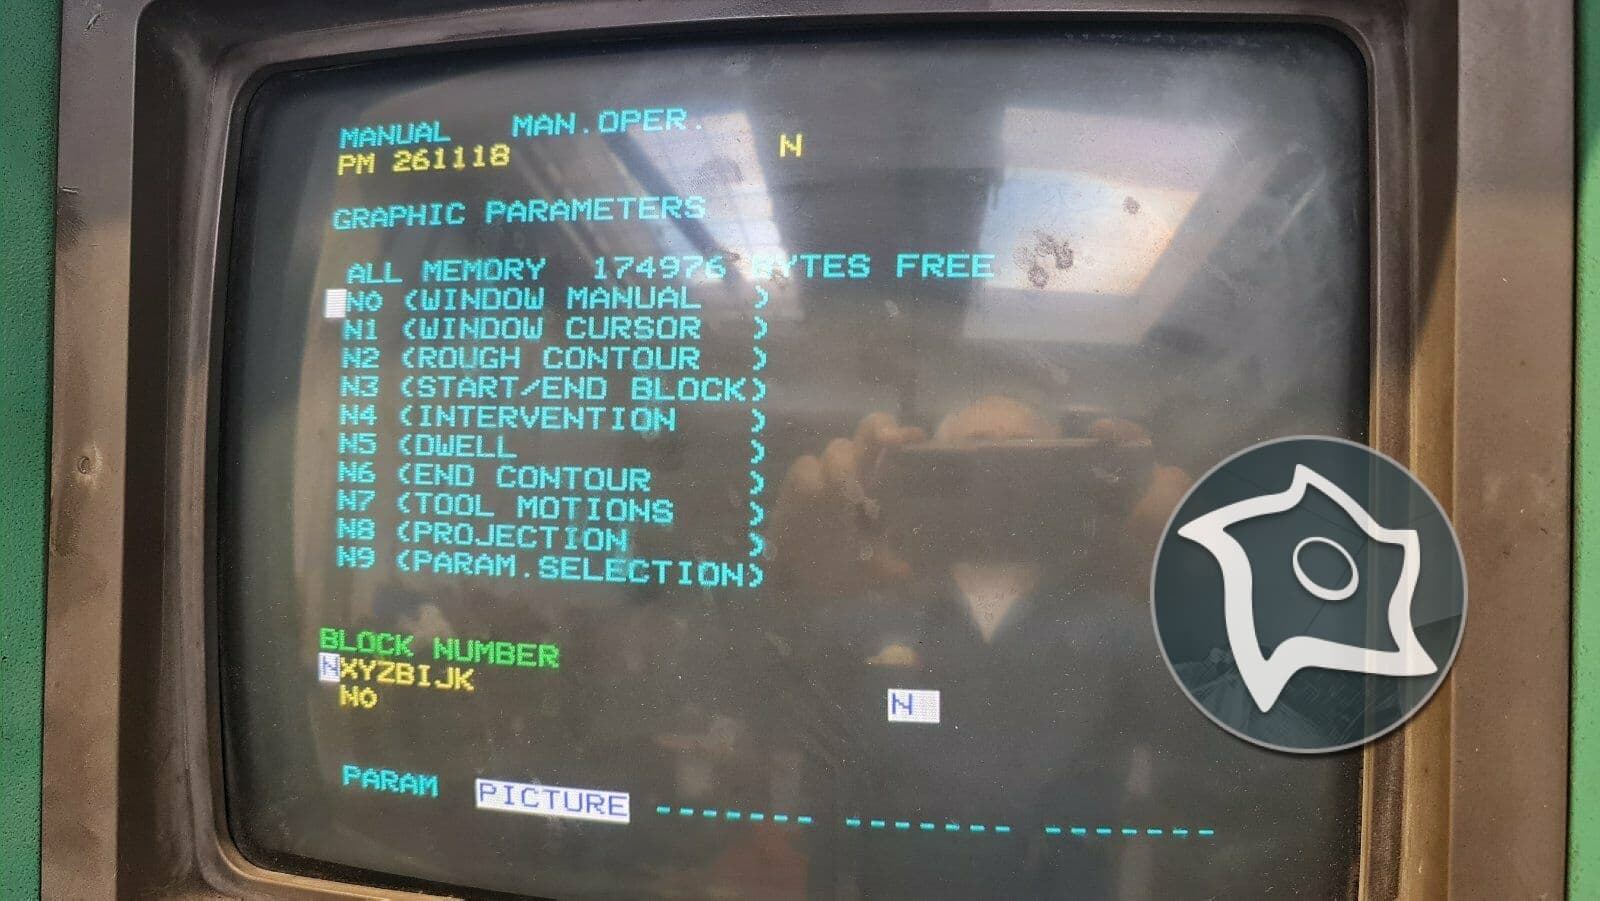 MANUAL MAN.OPER.
PM 261118 N
GRAPHIC PARAMETERS
ALL MEMORY 174976 BYTES FREE
N0 (WINDOW MANUAL )
N1 (WINDOW CURSOR )
N2 (ROUGH CONTOUR )
N3 (START/END BLOCK)
N4 (INTERVENTION )
N5 (DWELL )
N6 (END CONTOUR )
N7 (TOOL MOTIONS )
N8 (PROJECTION )
N9 (PARAM.SELECTION)
BLOCK NUMBER
NXYZBIJK
N0 N
PARAM PICTURE ------- ------- -------